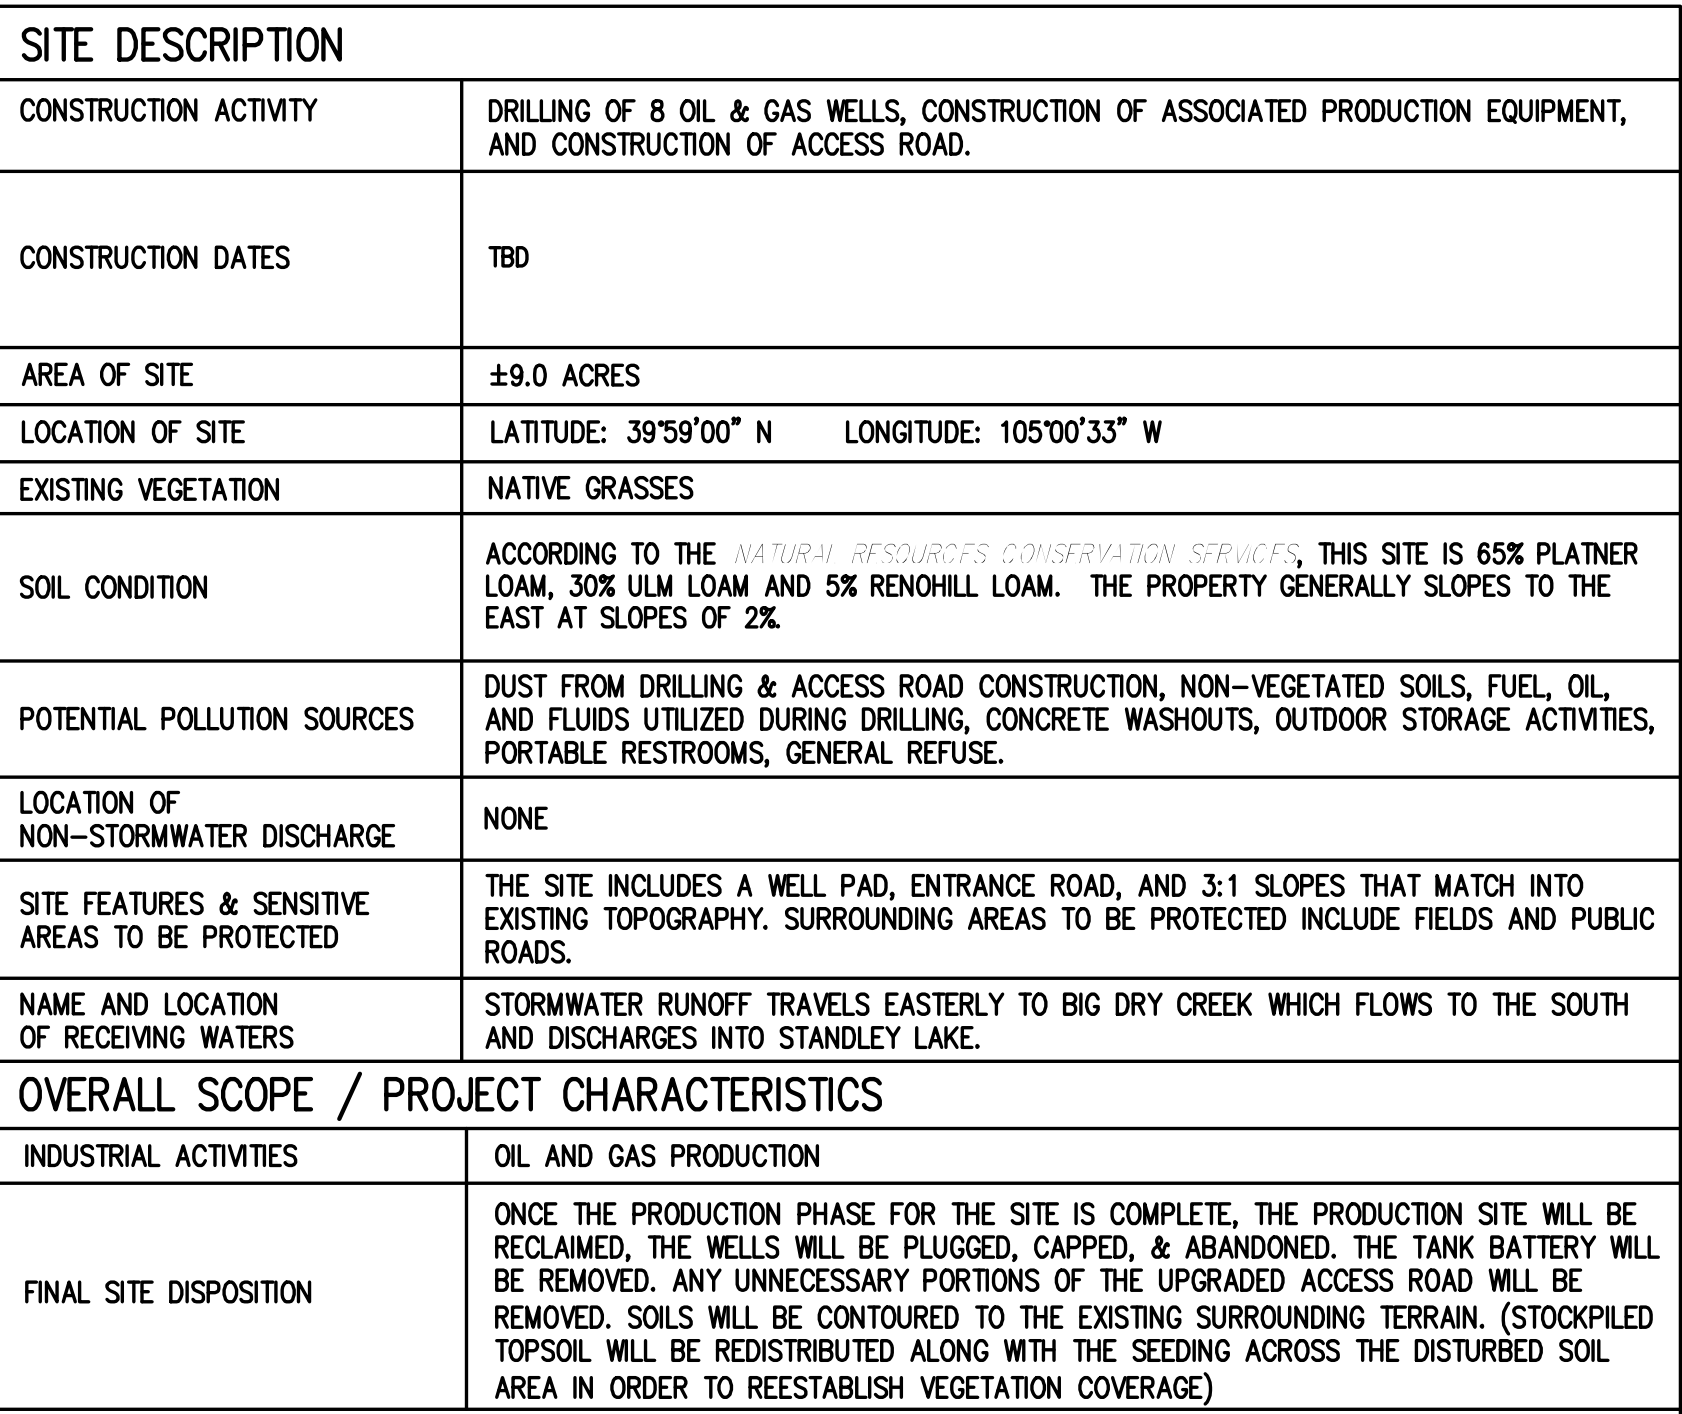 SITE DESCRIPTION
CONSTRUCTION ACTIVITY
DRILLING OF 8 OIL & GAS WELLS, CONSTRUCTION OF ASSOCIATED PRODUCTION EQUIPMENT,
AND CONSTRUCTION OF ACCESS ROAD.
CONSTRUCTION DATES
TBD
AREA OF SITE
±9.0 ACRES
LOCATION OF SITE
LATITUDE: 39°59'00" N LONGITUDE: 105°00'33" W
EXISTING VEGETATION
NATIVE GRASSES
SOIL CONDITION
ACCORDING TO THE NATURAL RESOURCES CONSERVATION SERVICES, THIS SITE IS 65% PLATNER
LOAM, 30% ULM LOAM AND 5% RENOHILL LOAM. THE PROPERTY GENERALLY SLOPES TO THE
EAST AT SLOPES OF 2%.
POTENTIAL POLLUTION SOURCES
DUST FROM DRILLING & ACCESS ROAD CONSTRUCTION, NON-VEGETATED SOILS, FUEL, OIL,
AND FLUIDS UTILIZED DURING DRILLING, CONCRETE WASHOUTS, OUTDOOR STORAGE ACTIVITIES,
PORTABLE RESTROOMS, GENERAL REFUSE.
LOCATION OF
NON-STORMWATER DISCHARGE
NONE
SITE FEATURES & SENSITIVE
AREAS TO BE PROTECTED
THE SITE INCLUDES A WELL PAD, ENTRANCE ROAD, AND 3:1 SLOPES THAT MATCH INTO
EXISTING TOPOGRAPHY. SURROUNDING AREAS TO BE PROTECTED INCLUDE FIELDS AND PUBLIC
ROADS.
NAME AND LOCATION
OF RECEIVING WATERS
STORMWATER RUNOFF TRAVELS EASTERLY TO BIG DRY CREEK WHICH FLOWS TO THE SOUTH
AND DISCHARGES INTO STANDLEY LAKE.
OVERALL SCOPE / PROJECT CHARACTERISTICS
INDUSTRIAL ACTIVITIES
OIL AND GAS PRODUCTION
FINAL SITE DISPOSITION
ONCE THE PRODUCTION PHASE FOR THE SITE IS COMPLETE, THE PRODUCTION SITE WILL BE
RECLAIMED, THE WELLS WILL BE PLUGGED, CAPPED, & ABANDONED. THE TANK BATTERY WILL
BE REMOVED. ANY UNNECESSARY PORTIONS OF THE UPGRADED ACCESS ROAD WILL BE
REMOVED. SOILS WILL BE CONTOURED TO THE EXISTING SURROUNDING TERRAIN. (STOCKPILED
TOPSOIL WILL BE REDISTRIBUTED ALONG WITH THE SEEDING ACROSS THE DISTURBED SOIL
AREA IN ORDER TO REESTABLISH VEGETATION COVERAGE)